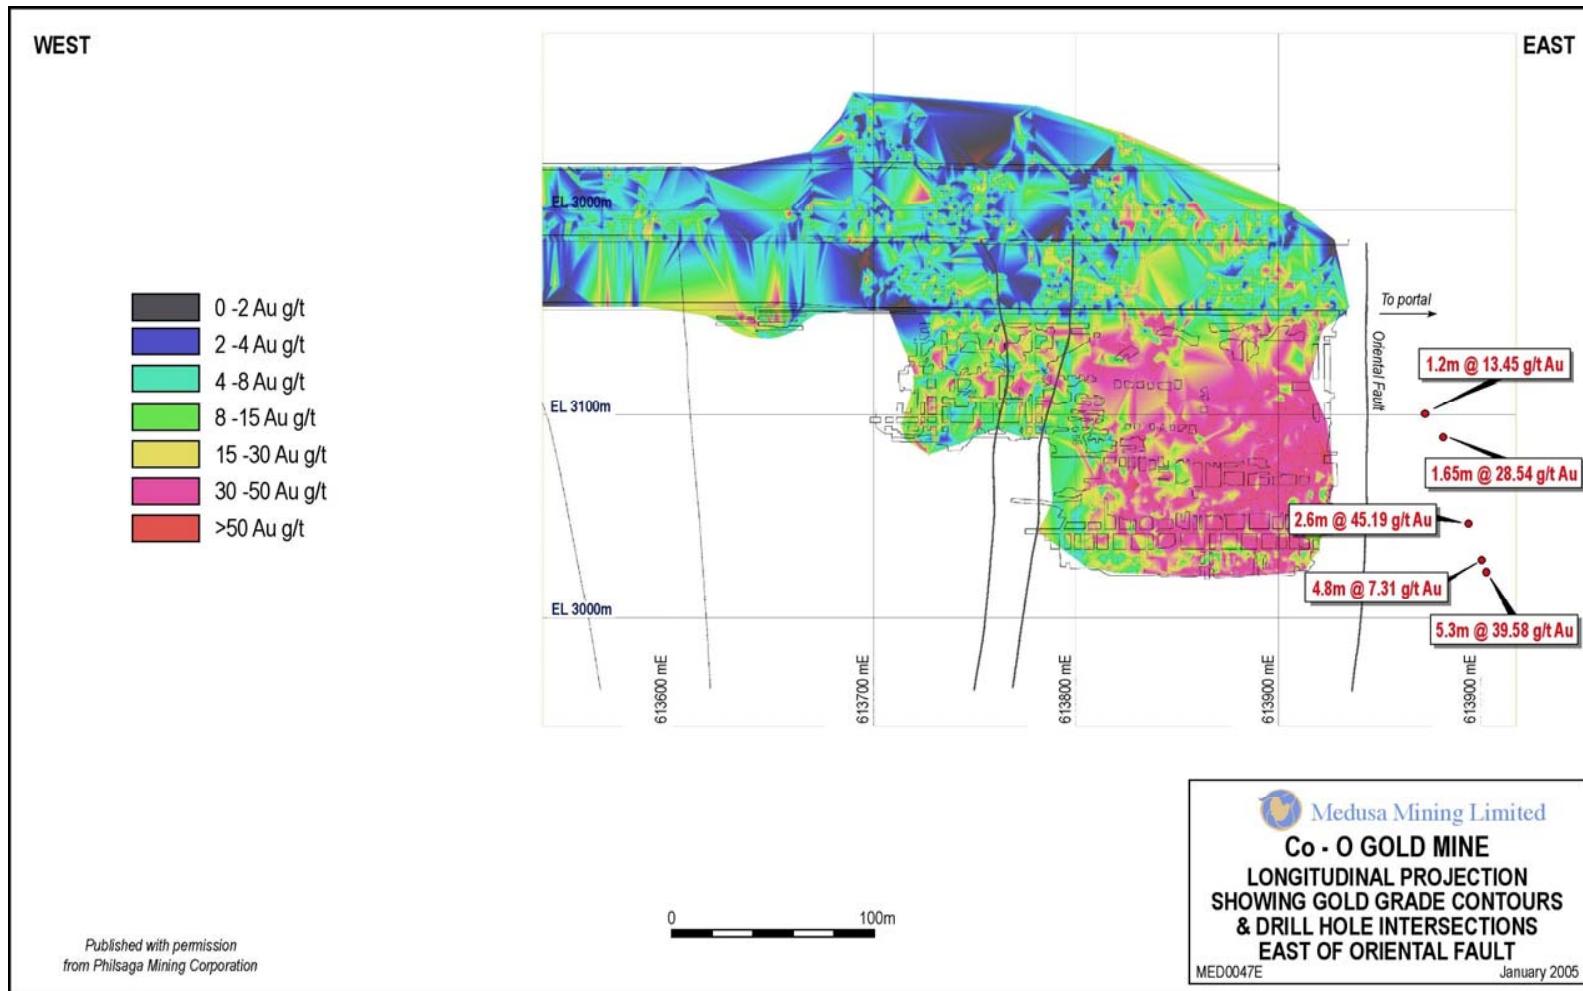 WEST
EAST
EL 3000m
To portal
Oriental Fault
0 -2 Au g/t
2 -4 Au g/t
4 -8 Au g/t
8 -15 Au g/t
15 -30 Au g/t
30 -50 Au g/t
>50 Au g/t
1.2m @ 13.45 g/t Au
EL 3100m
1.65m @ 28.54 g/t Au
2.6m @ 45.19 g/t Au
4.8m @ 7.31 g/t Au
5.3m @ 39.58 g/t Au
EL 3000m
613600 mE
613700 mE
613800 mE
613900 mE
613900 mE
0 100m
Published with permission
from Philsaga Mining Corporation
Medusa Mining Limited
Co - O GOLD MINE
LONGITUDINAL PROJECTION
SHOWING GOLD GRADE CONTOURS
& DRILL HOLE INTERSECTIONS
EAST OF ORIENTAL FAULT
MED0047E January 2005